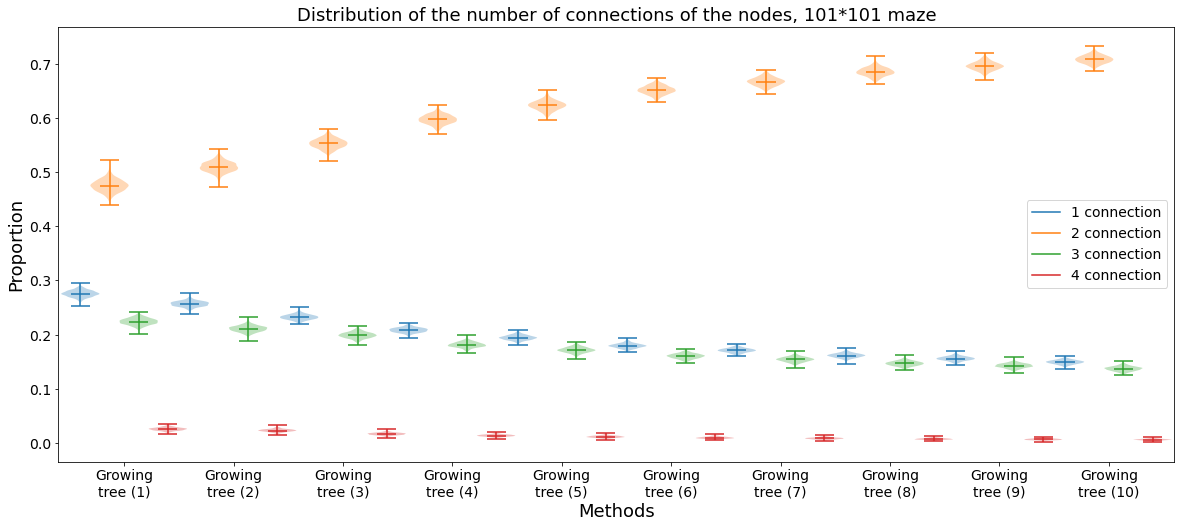 Distribution of the number of connections of the nodes, 101*101 maze
Proportion
0.7
0.6
0.5
0.4
0.3
0.2
0.1
0.0
1 connection
2 connection
3 connection
4 connection
Growing tree (1)
Growing tree (2)
Growing tree (3)
Growing tree (4)
Growing tree (5)
Growing tree (6)
Growing tree (7)
Growing tree (8)
Growing tree (9)
Growing tree (10)
Methods